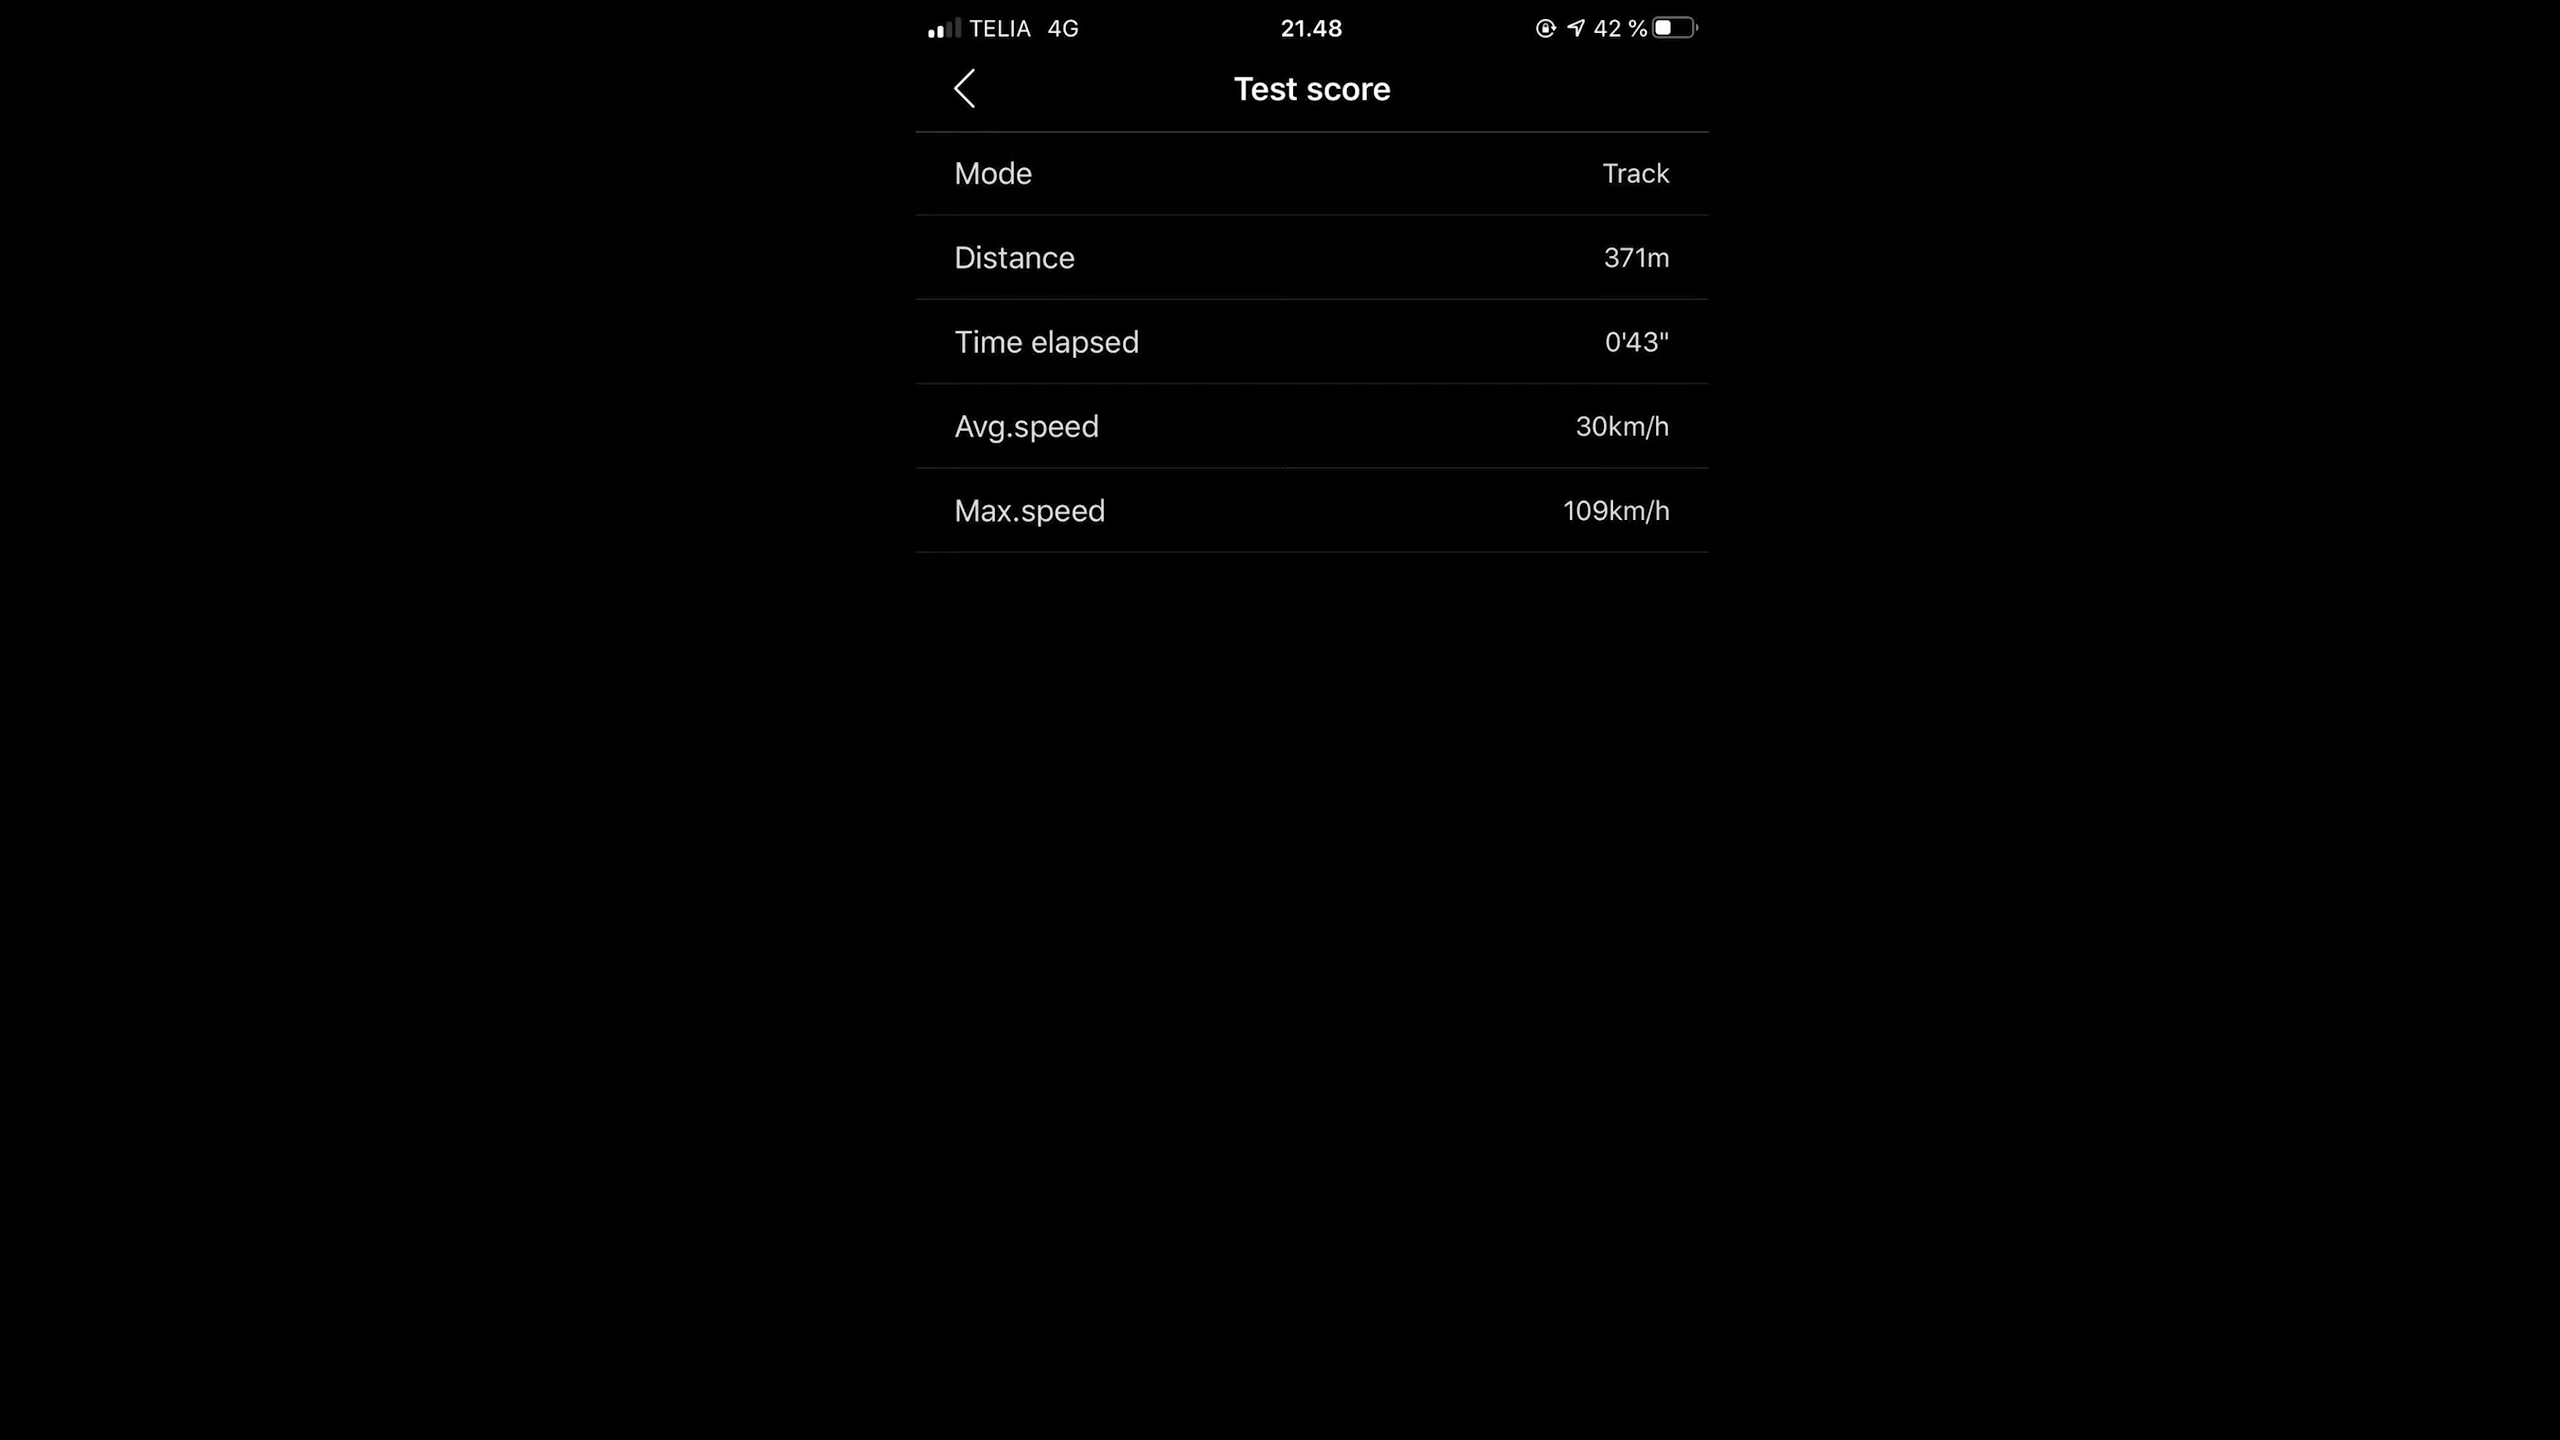 TELIA 4G 21.48 42 %
Test score
Mode Track
Distance 371m
Time elapsed 0'43"
Avg.speed 30km/h
Max.speed 109km/h